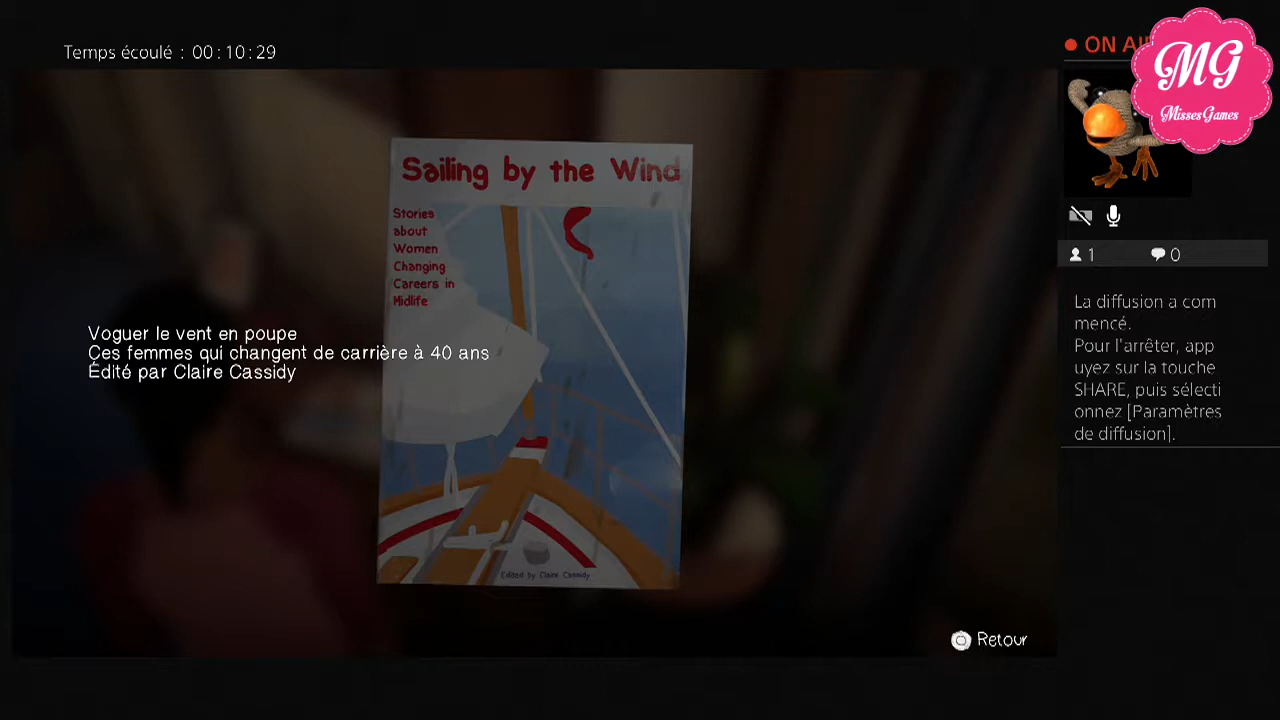 Temps écoulé : 00:10:29
ON AI
MG
MissesGames
Sailing by the Wind
Stories
about
Women
Changing
Careers in
Midlife
Voguer le vent en poupe
Ces femmes qui changent de carrière à 40 ans
Édité par Claire Cassidy
Edited by Claire Cassidy
1
0
La diffusion a com
mencé.
Pour l'arrêter, app
uyez sur la touche
SHARE, puis sélecti
onnez [Paramètres
de diffusion].
Retour